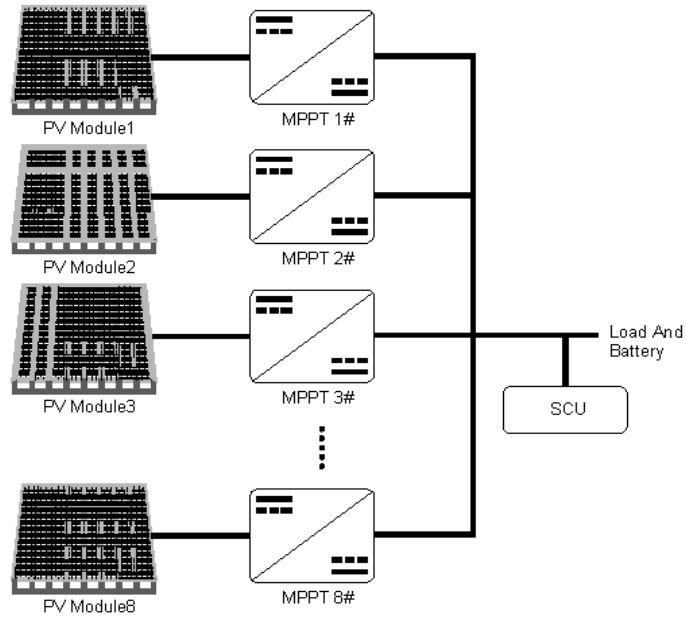 PV Module1
MPPT 1#
PV Module2
MPPT 2#
PV Module3
MPPT 3#
Load And
Battery
SCU
PV Module8
MPPT 8#